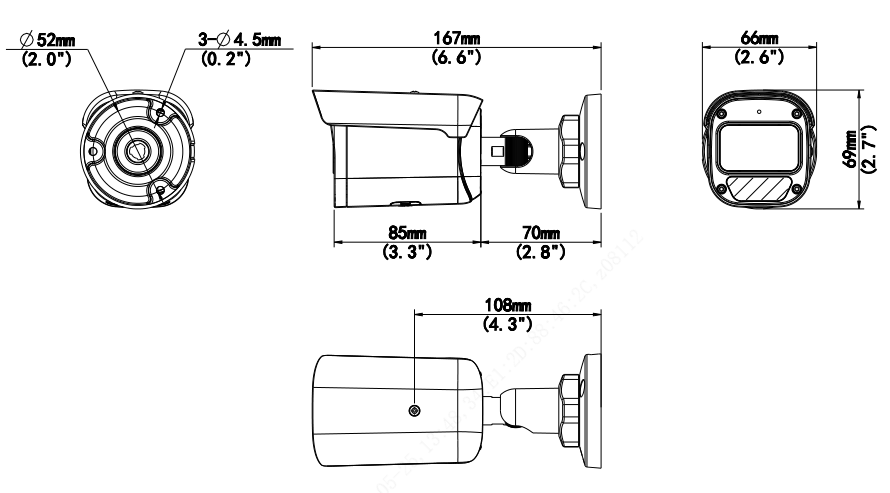 ⌀52mm
(2.0")
3-⌀4.5mm
(0.2")
167mm
(6.6")
66mm
(2.6")
69mm
(2.7")
85mm
(3.3")
70mm
(2.8")
108mm
(4.3")